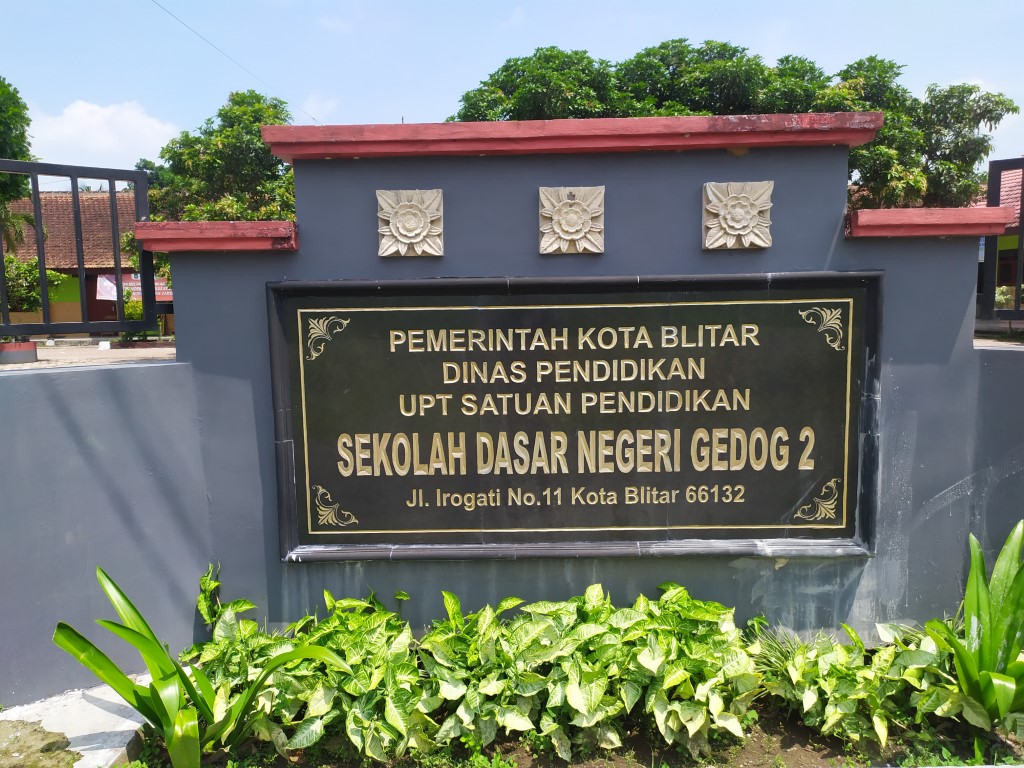 PEMERINTAH KOTA BLITAR
DINAS PENDIDIKAN
UPT SATUAN PENDIDIKAN
SEKOLAH DASAR NEGERI GEDOG 2
Jl. Irogati No.11 Kota Blitar 66132